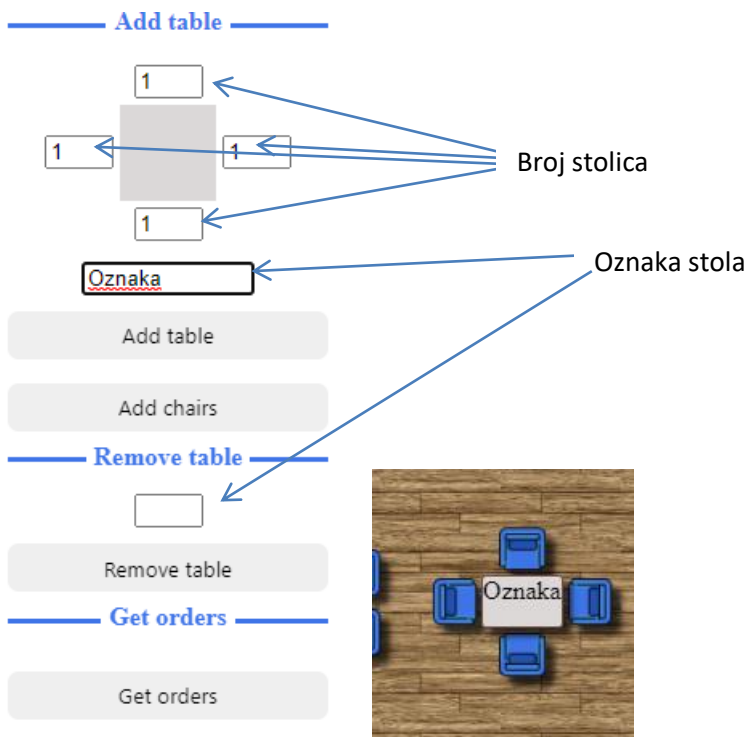 Add table
1
1
1
Broj stolica
1
Oznaka
Oznaka stola
Add table
Add chairs
Remove table
Remove table
Oznaka
Get orders
Get orders